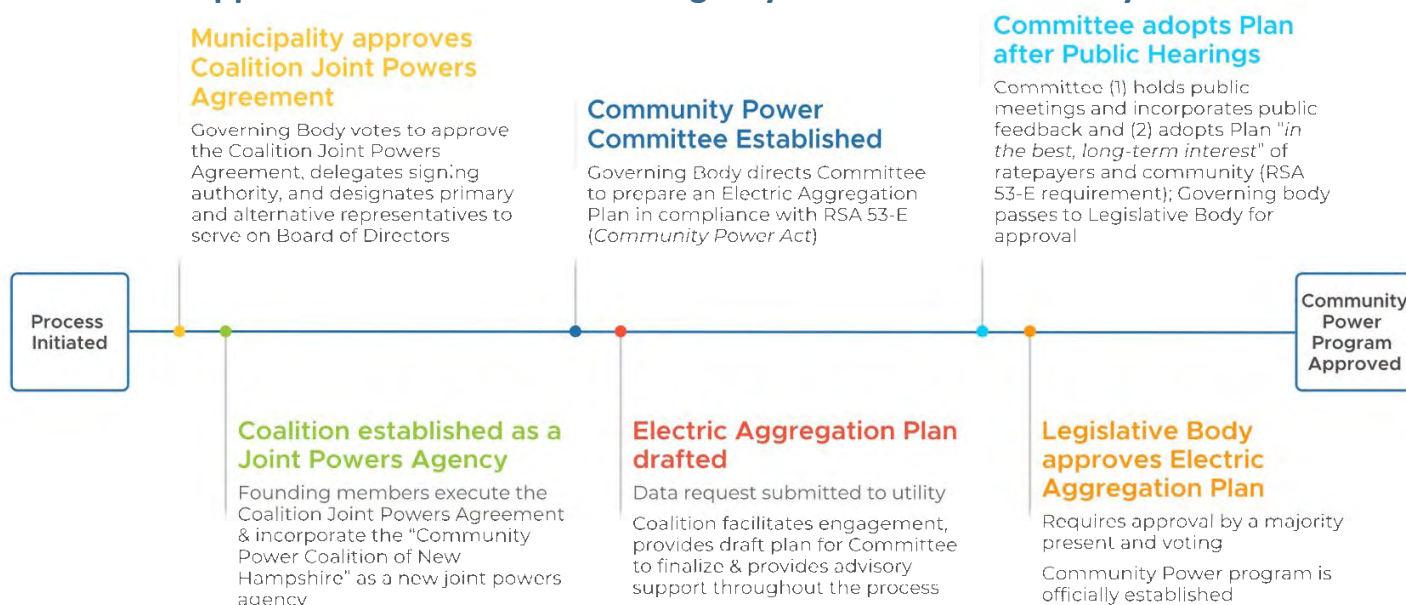 Municipality approves
Coalition Joint Powers
Agreement
Governing Body votes to approve
the Coalition Joint Powers
Agreement, delegates signing
authority, and designates primary
and alternative representatives to
serve on Board of Directors
Community Power
Committee Established
Governing Body directs Committee
to prepare an Electric Aggregation
Plan in compliance with RSA 53-E
(Community Power Act)
Committee adopts Plan
after Public Hearings
Committee (1) holds public
meetings and incorporates public
feedback and (2) adopts Plan "in
the best, long-term interest" of
ratepayers and community (RSA
53-E requirement); Governing body
passes to Legislative Body for
approval
Process
Initiated
Community
Power
Program
Approved
Coalition established as a
Joint Powers Agency
Founding members execute the
Coalition Joint Powers Agreement
& incorporate the “Community
Power Coalition of New
Hampshire” as a new joint powers
agency
Electric Aggregation Plan
drafted
Data request submitted to utility
Coalition facilitates engagement,
provides draft plan for Committee
to finalize & provides advisory
support throughout the process
Legislative Body
approves Electric
Aggregation Plan
Requires approval by a majority
present and voting
Community Power program is
officially established